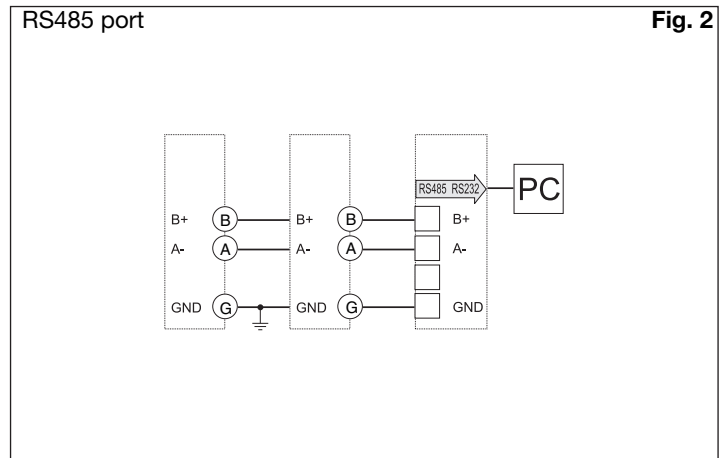 RS485 port Fig. 2
RS485 RS232 PC
B+ B B+ B B+
A- A A- A A-
GND G GND G GND